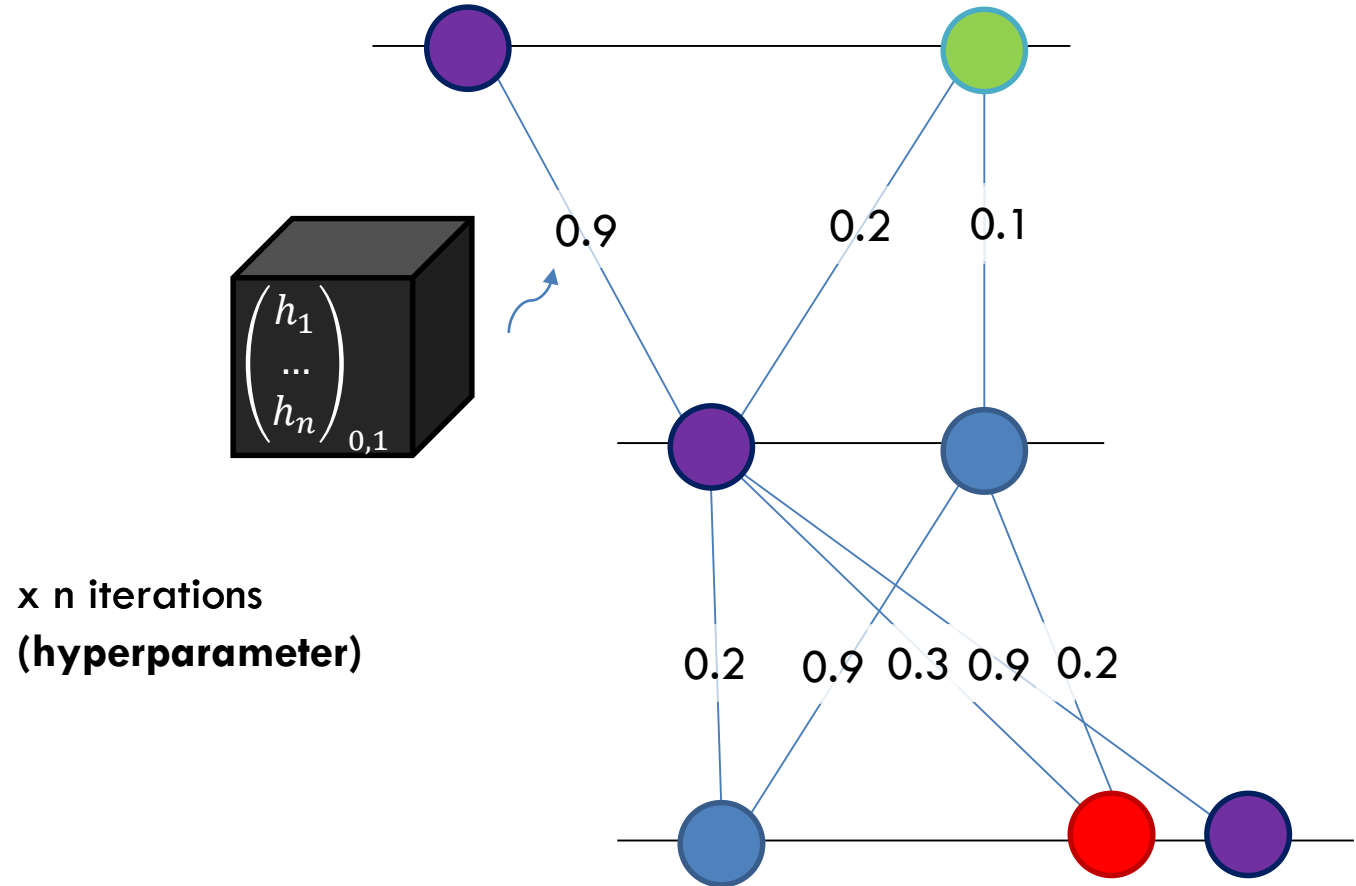 0.9
0.2
0.1
h₁
...
hₙ
0,1
x n iterations
(hyperparameter)
0.2
0.9
0.3
0.9
0.2